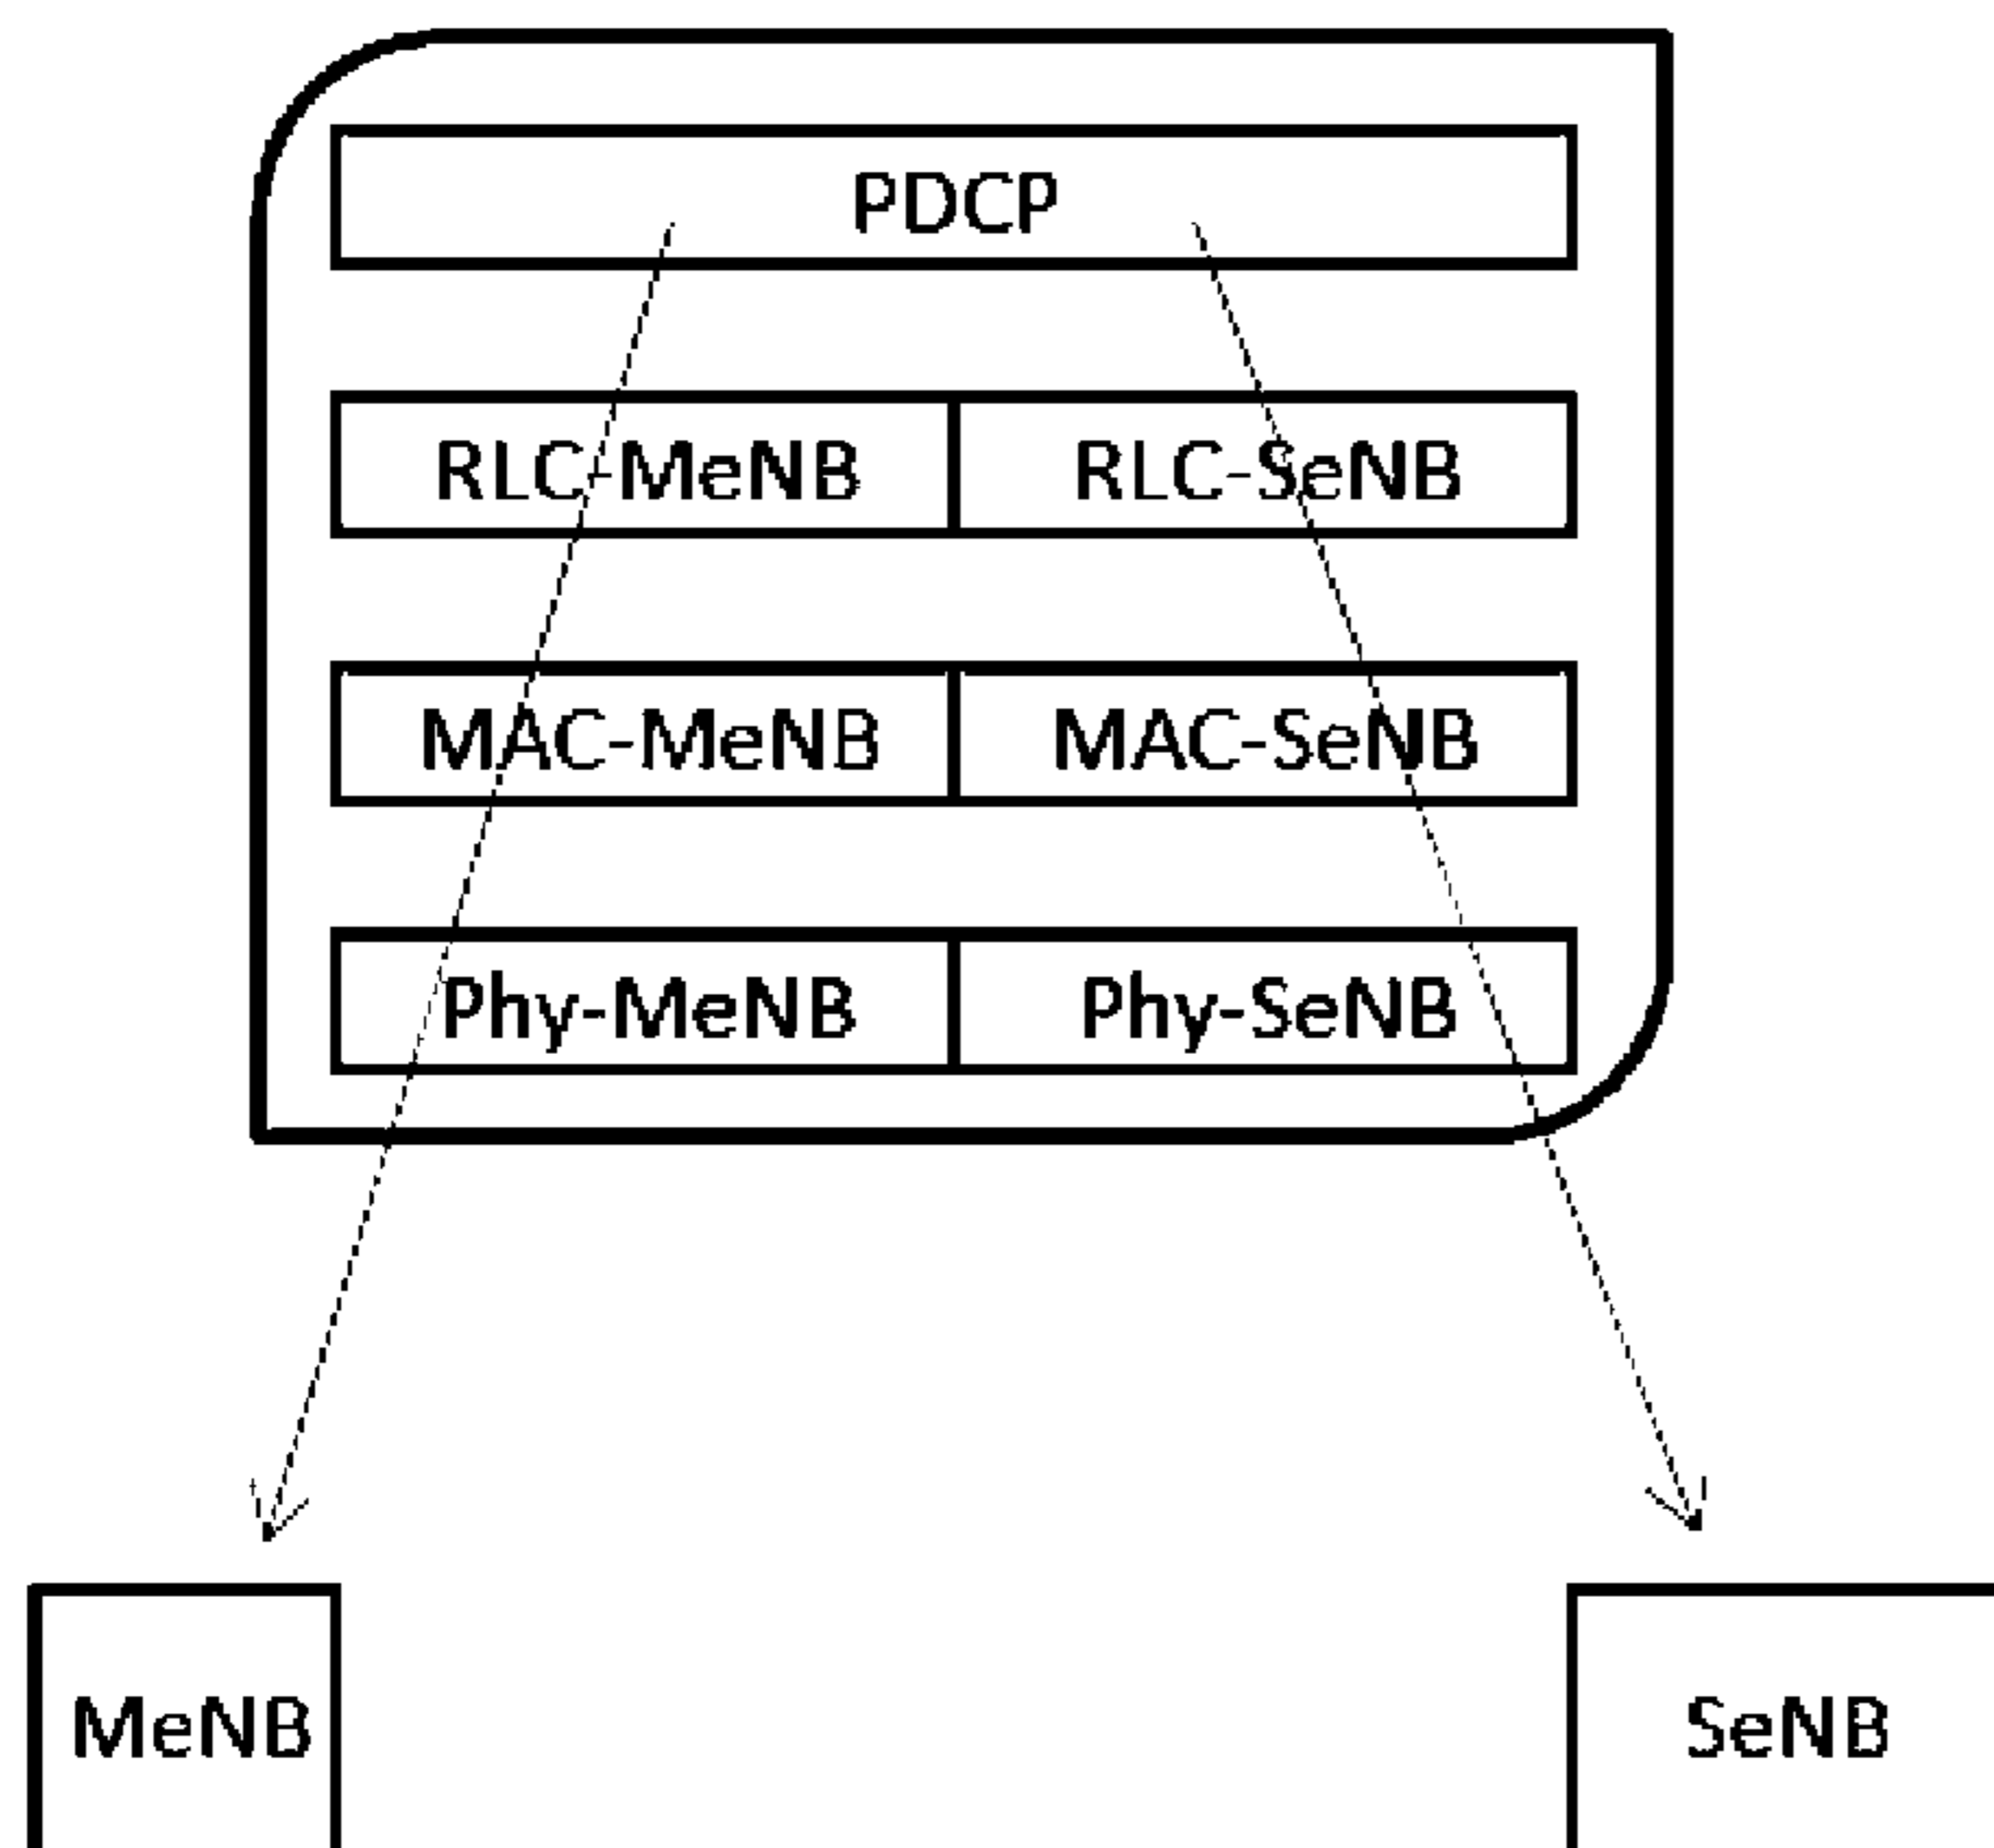 PDCP
RLC-MeNB RLC-SeNB
MAC-MeNB MAC-SeNB
Phy-MeNB Phy-SeNB
MeNB SeNB